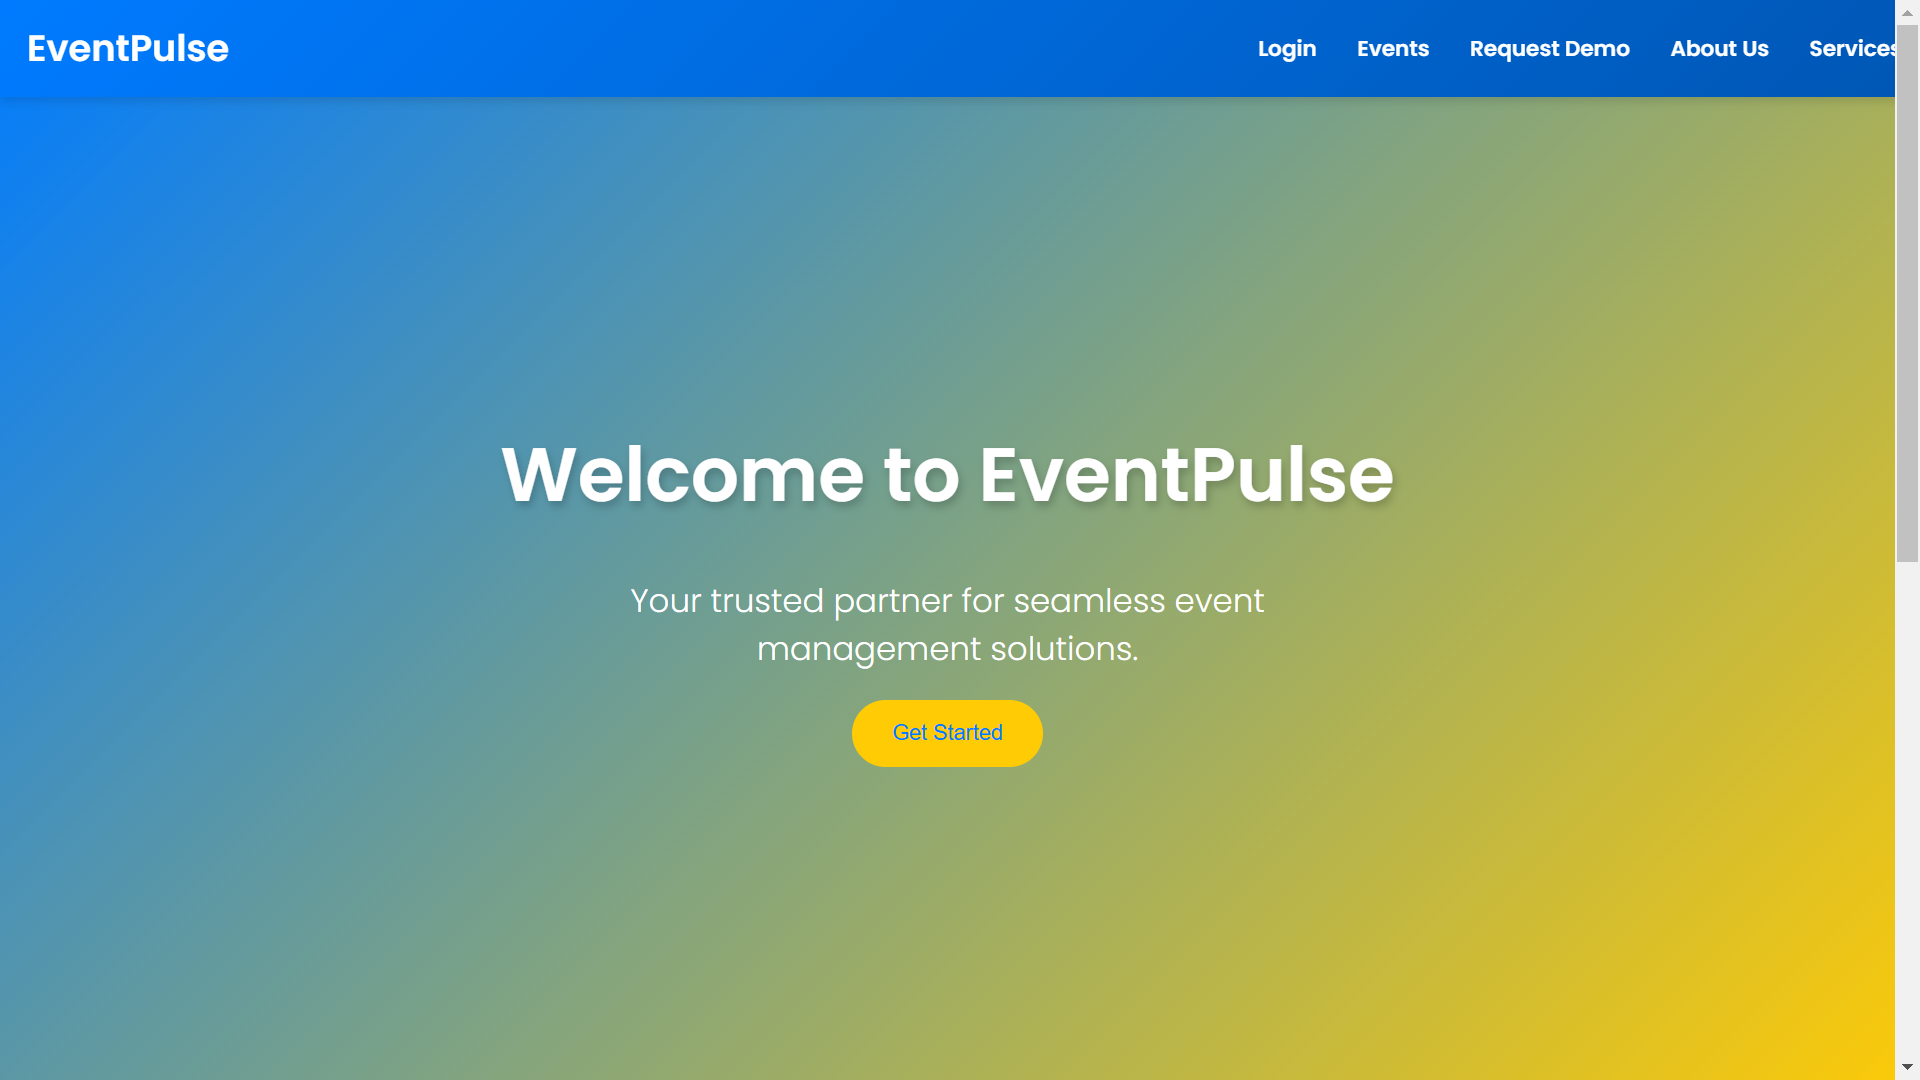 EventPulse
Login Events Request Demo About Us Services
Welcome to EventPulse
Your trusted partner for seamless event
management solutions.
Get Started